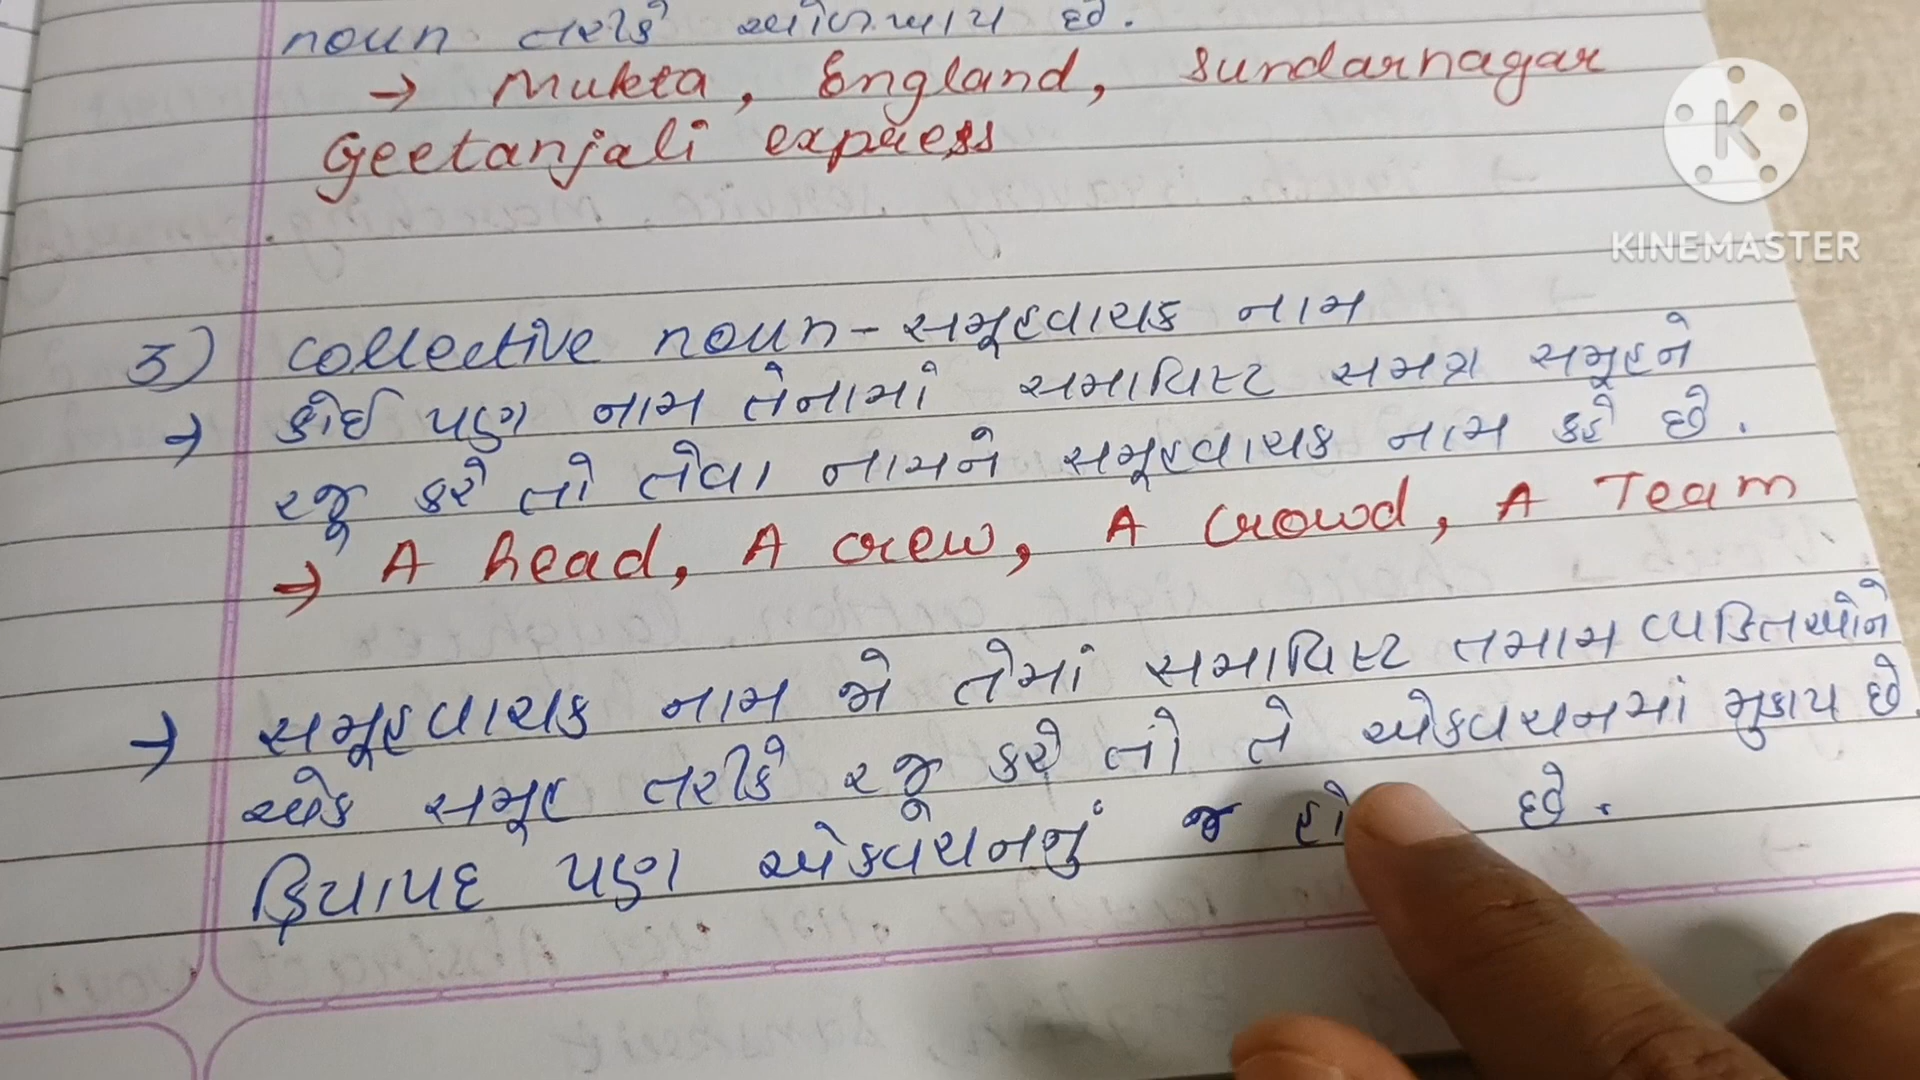 noun તરીકે ઓળખાય છે.
→ Mukta, England, Sundarnagar
Geetanjali express
K
KINEMASTER
3) Collective noun - સમૂહવાચક નામ
→ કોઈ પણ નામ તેનામાં સમાવિષ્ટ સમગ્ર સમૂહને
રજૂ કરે તો તેવા નામને સમૂહવાચક નામ કહે છે.
→ A head, A crew, A Crowd, A Team
→ સમૂહવાચક નામ જો તેમાં સમાવિષ્ટ તમામ વ્યકિતઓને
એક સમૂહ તરીકે રજૂ કરે તો તે એકવચનમાં મુકાય છે.
ક્રિયાપદ પણ એકવચનનું જ છે.